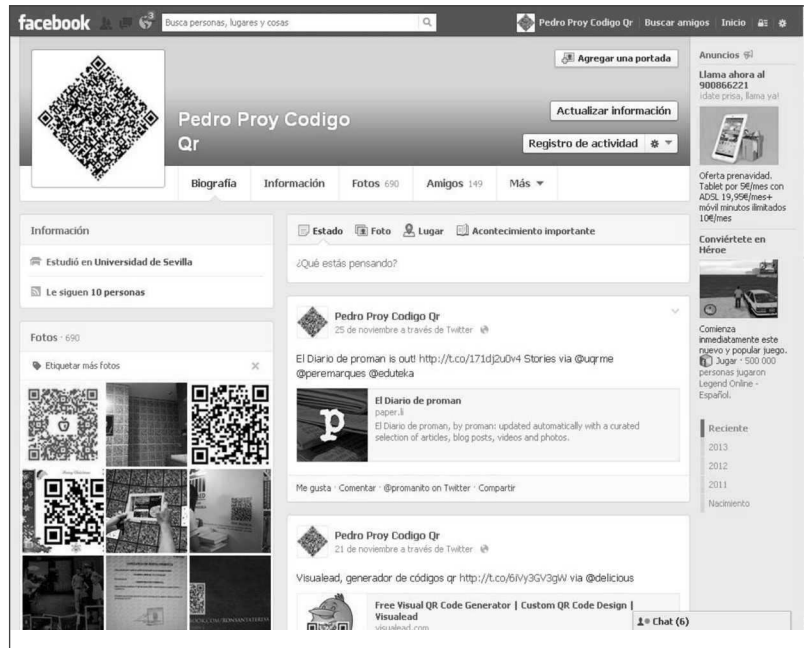 facebook
3
Busca personas, lugares y cosas
Pedro Proy Codigo Qr
Buscar amigos
Inicio
Agregar una portada
Actualizar información
Registro de actividad
Pedro Proy Codigo
Qr
Biografía
Información
Fotos 690
Amigos 149
Más
Información
Estudió en Universidad de Sevilla
Le siguen 10 personas
Fotos · 690
Etiquetar más fotos
Estado
Foto
Lugar
Acontecimiento importante
¿Qué estás pensando?
Pedro Proy Codigo Qr
25 de noviembre a través de Twitter
El Diario de proman is out! http://t.co/171dj2u0v4 Stories via @uqrme
@peremarques @eduteka
p
El Diario de proman
paper.li
El Diario de proman, by proman: updated automatically with a curated
selection of articles, blog posts, videos and photos.
Me gusta · Comentar · @promanito on Twitter · Compartir
Pedro Proy Codigo Qr
21 de noviembre a través de Twitter
Visualead, generador de códigos qr http://t.co/6iVy3GV3gW via @delicious
Free Visual QR Code Generator | Custom QR Code Design |
Visualead
visualead.com
Anuncios
Llama ahora al
900866221
¡date prisa, llama ya!
Oferta prenavidad.
Tablet por 5€/mes con
ADSL 19,95€/mes+
móvil minutos ilimitados
10€/mes
Conviértete en
Héroe
Comienza
inmediatamente este
nuevo y popular juego.
Jugar · 500 000
personas jugaron
Legend Online -
Español.
Reciente
2013
2012
2011
Nacimiento
Chat (6)